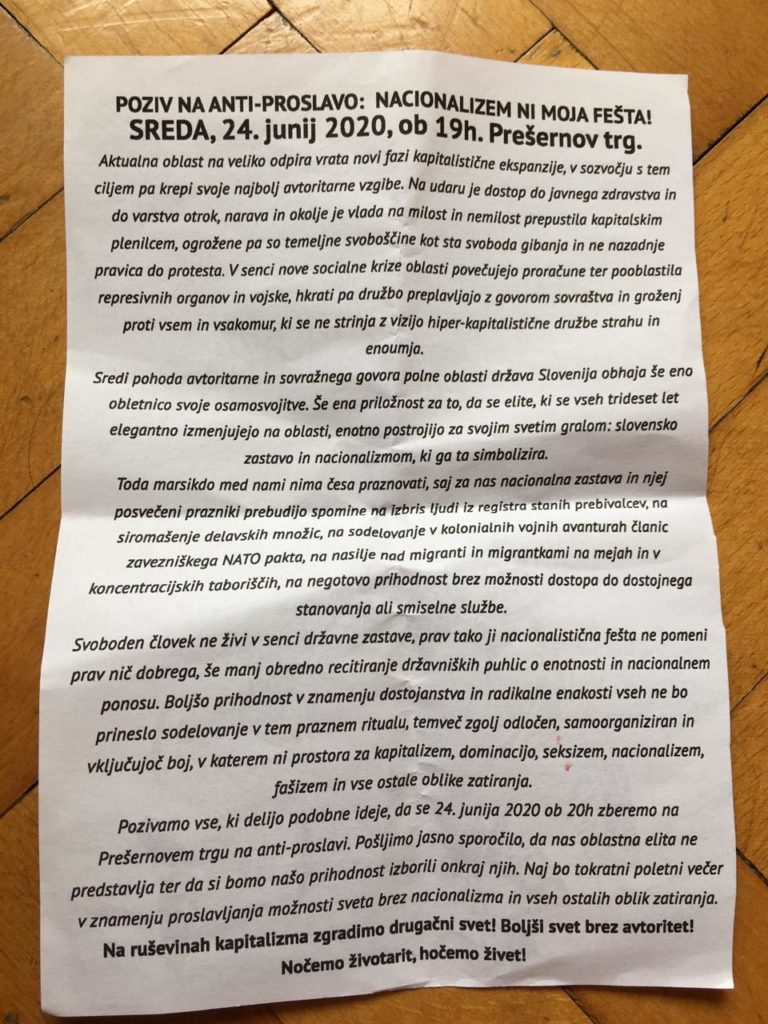 POZIV NA ANTI-PROSLAVO: NACIONALIZEM NI MOJA FEŠTA!
SREDA, 24. junij 2020, ob 19h. Prešernov trg.
Aktualna oblast na veliko odpira vrata novi fazi kapitalistične ekspanzije, v sozvočju s tem
ciljem pa krepi svoje najbolj avtoritarne vzgibe. Na udaru je dostop do javnega zdravstva in
do varstva otrok, narava in okolje je vlada na milost in nemilost prepustila kapitalskim
plenilcem, ogrožene pa so temeljne svoboščine kot sta svoboda gibanja in ne nazadnje
pravica do protesta. V senci nove socialne krize oblasti povečujejo proračune ter pooblastila
represivnih organov in vojske, hkrati pa družbo preplavljajo z govorom sovraštva in groženj
proti vsem in vsakomur, ki se ne strinja z vizijo hiper-kapitalistične družbe strahu in
enoumja.
Sredi pohoda avtoritarne in sovražnega govora polne oblasti država Slovenija obhaja še eno
obletnico svoje osamosvojitve. Še ena priložnost za to, da se elite, ki se vseh trideset let
elegantno izmenjujejo na oblasti, enotno postrojijo za svojim svetim gralom: slovensko
zastavo in nacionalizmom, ki ga ta simbolizira.
Toda marsikdo med nami nima česa praznovati, saj za nas nacionalna zastava in njej
posvečeni prazniki prebudijo spomine na izbris ljudi iz registra stanih prebivalcev, na
siromašenje delavskih množic, na sodelovanje v kolonialnih vojnih avanturah članic
zavezniškega NATO pakta, na nasilje nad migranti in migrantkami na mejah in v
koncentracijskih taboriščih, na negotovo prihodnost brez možnosti dostopa do dostojnega
stanovanja ali smiselne službe.
Svoboden človek ne živi v senci državne zastave, prav tako ji nacionalistična fešta ne pomeni
prav nič dobrega, še manj obredno recitiranje državniških puhlic o enotnosti in nacionalnem
ponosu. Boljšo prihodnost v znamenju dostojanstva in radikalne enakosti vseh ne bo
prineslo sodelovanje v tem praznem ritualu, temveč zgolj odločen, samoorganiziran in
vključujoč boj, v katerem ni prostora za kapitalizem, dominacijo, seksizem, nacionalizem,
fašizem in vse ostale oblike zatiranja.
Pozivamo vse, ki delijo podobne ideje, da se 24. junija 2020 ob 20h zberemo na
Prešernovem trgu na anti-proslavi. Pošljimo jasno sporočilo, da nas oblastna elita ne
predstavlja ter da si bomo našo prihodnost izborili onkraj njih. Naj bo tokratni poletni večer
v znamenju proslavljanja možnosti sveta brez nacionalizma in vseh ostalih oblik zatiranja.
Na ruševinah kapitalizma zgradimo drugačni svet! Boljši svet brez avtoritet!
Nočemo životarit, hočemo živet!